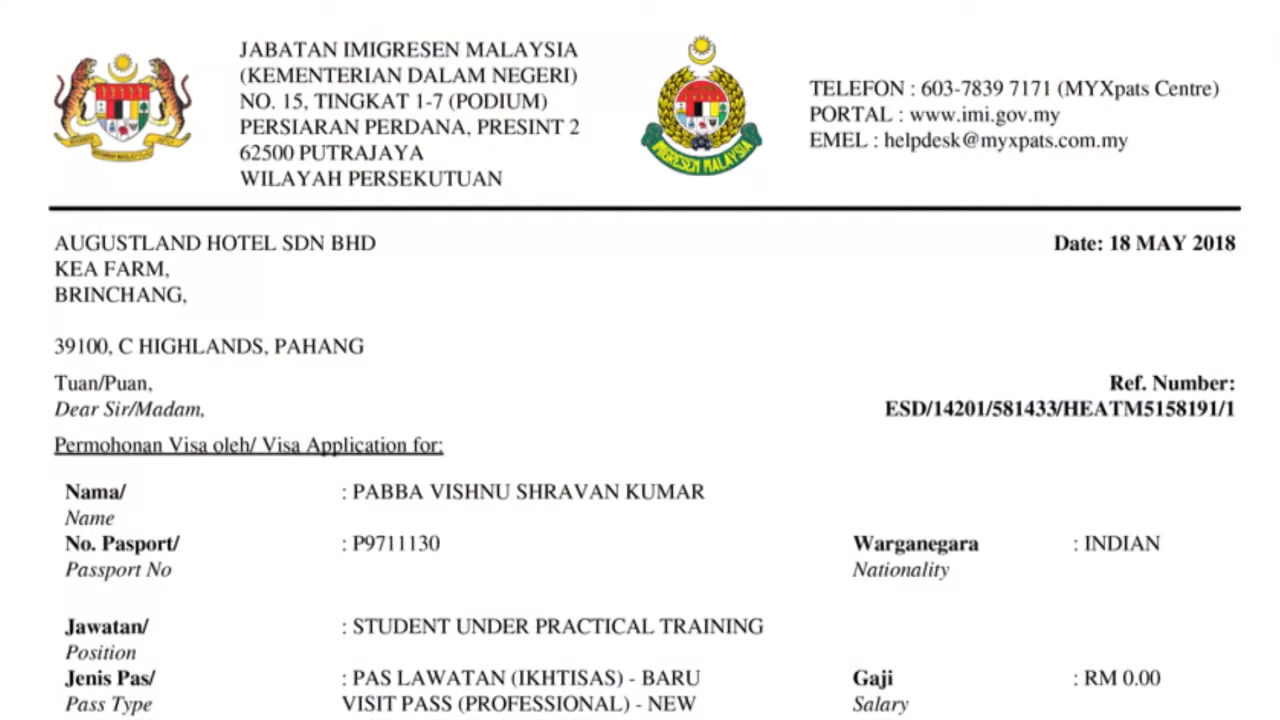 JABATAN IMIGRESEN MALAYSIA
(KEMENTERIAN DALAM NEGERI)
NO. 15, TINGKAT 1-7 (PODIUM)
PERSIARAN PERDANA, PRESINT 2
62500 PUTRAJAYA
WILAYAH PERSEKUTUAN
IMIGRESEN MALAYSIA
TELEFON : 603-7839 7171 (MYXpats Centre)
PORTAL : www.imi.gov.my
EMEL : helpdesk@myxpats.com.my
AUGUSTLAND HOTEL SDN BHD
Date: 18 MAY 2018
KEA FARM,
BRINCHANG,
39100, C HIGHLANDS, PAHANG
Tuan/Puan,
Ref. Number:
Dear Sir/Madam,
ESD/14201/581433/HEATM5158191/1
Permohonan Visa oleh/ Visa Application for:
Nama/ : PABBA VISHNU SHRAVAN KUMAR
Name
No. Pasport/ : P9711130 Warganegara : INDIAN
Passport No Nationality
Jawatan/ : STUDENT UNDER PRACTICAL TRAINING
Position
Jenis Pas/ : PAS LAWATAN (IKHTISAS) - BARU Gaji : RM 0.00
Pass Type VISIT PASS (PROFESSIONAL) - NEW Salary